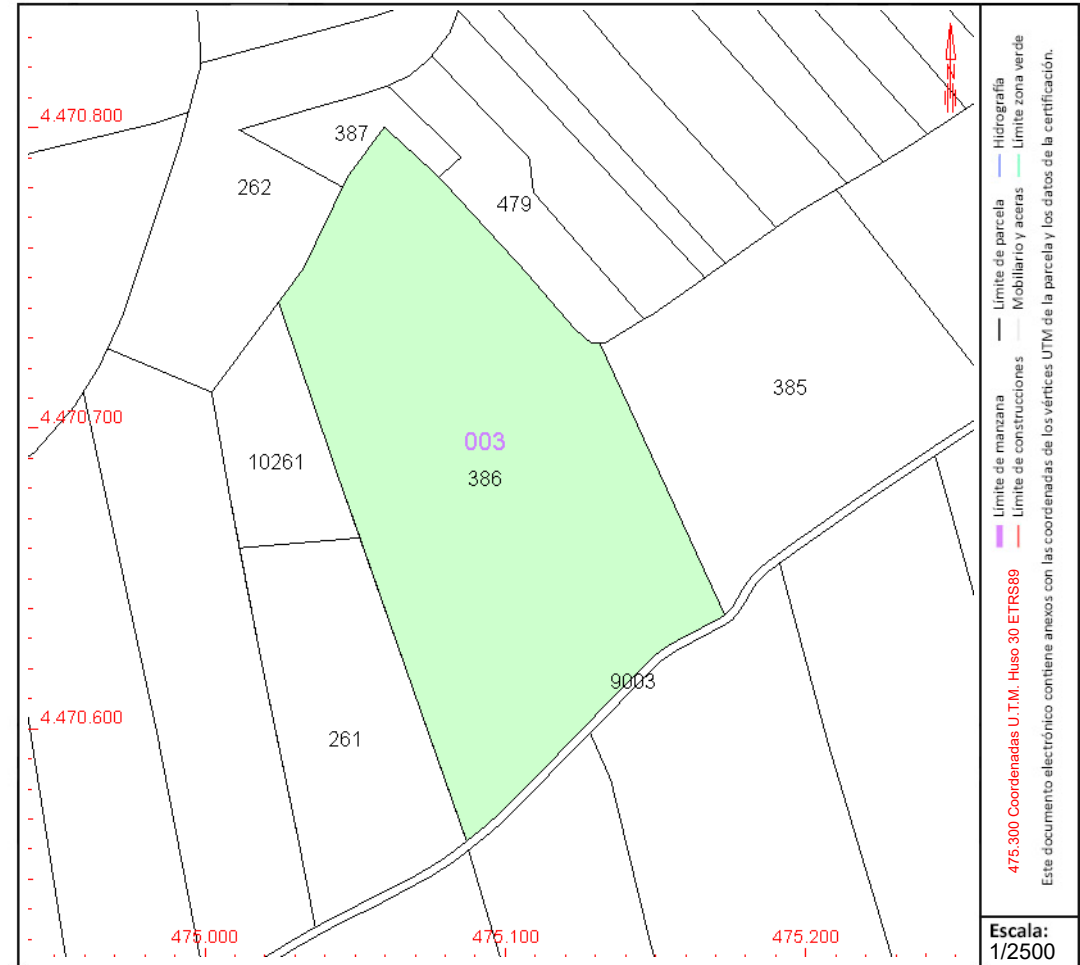 4.470.800
387
262
479
4.470.700
385
003
10261
386
9003
4.470.600
261
475.000
475.100
475.200
N
Límite de manzana
Límite de parcela
Hidrografía
Límite de construcciones
Mobiliario y aceras
Límite zona verde
475.300 Coordenadas U.T.M. Huso 30 ETRS89
Este documento electrónico contiene anexos con las coordenadas de los vértices UTM de la parcela y los datos de la certificación.
Escala:
1/2500